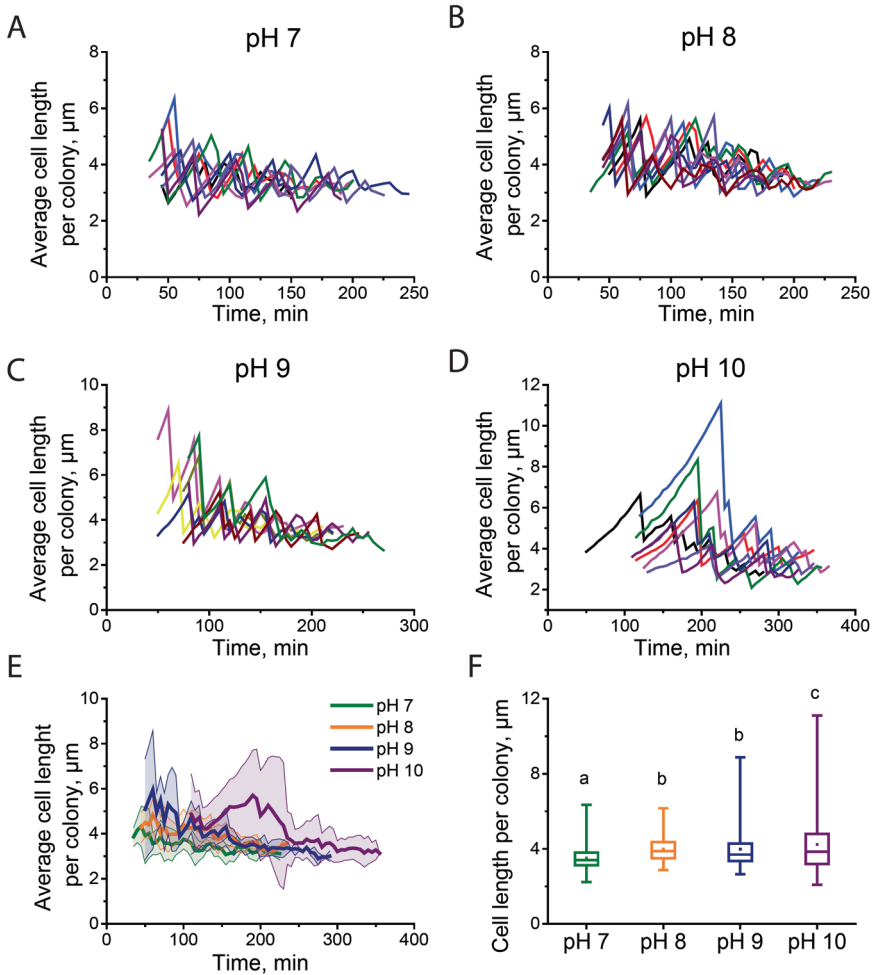 A
pH 7
Average cell length
per colony, µm
8
6
4
2
0
0 50 100 150 200 250
Time, min
B
pH 8
Average cell length
per colony, µm
8
6
4
2
0
0 50 100 150 200 250
Time, min
C
pH 9
Average cell length
per colony, µm
10
8
6
4
2
0
0 100 200 300
Time, min
D
pH 10
Average cell length
per colony, µm
10
8
6
4
2
0 100 200 300 400
Time, min
E
Average cell lenght
per colony, µm
10
8
6
4
2
0
0 100 200 300 400
Time, min
pH 7
pH 8
pH 9
pH 10
F
Cell length per colony, µm
12
8
4
0
a
b
b
c
pH 7 pH 8 pH 9 pH 10